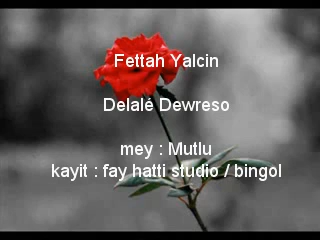 Fettah Yalcin
Delalé Dewreso
mey : Mutlu
kayit : fay hatti studio / bingol